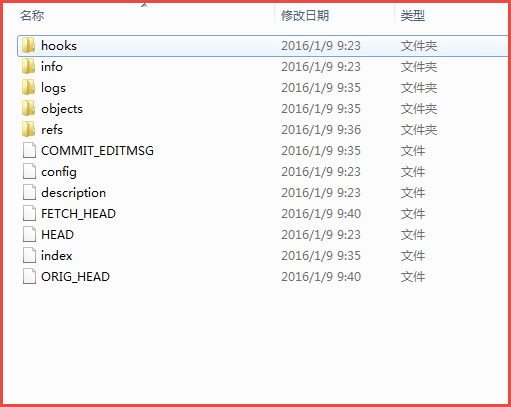 名称 修改日期 类型
hooks 2016/1/9 9:23 文件夹
info 2016/1/9 9:23 文件夹
logs 2016/1/9 9:35 文件夹
objects 2016/1/9 9:35 文件夹
refs 2016/1/9 9:36 文件夹
COMMIT_EDITMSG 2016/1/9 9:35 文件
config 2016/1/9 9:23 文件
description 2016/1/9 9:23 文件
FETCH_HEAD 2016/1/9 9:40 文件
HEAD 2016/1/9 9:23 文件
index 2016/1/9 9:35 文件
ORIG_HEAD 2016/1/9 9:40 文件